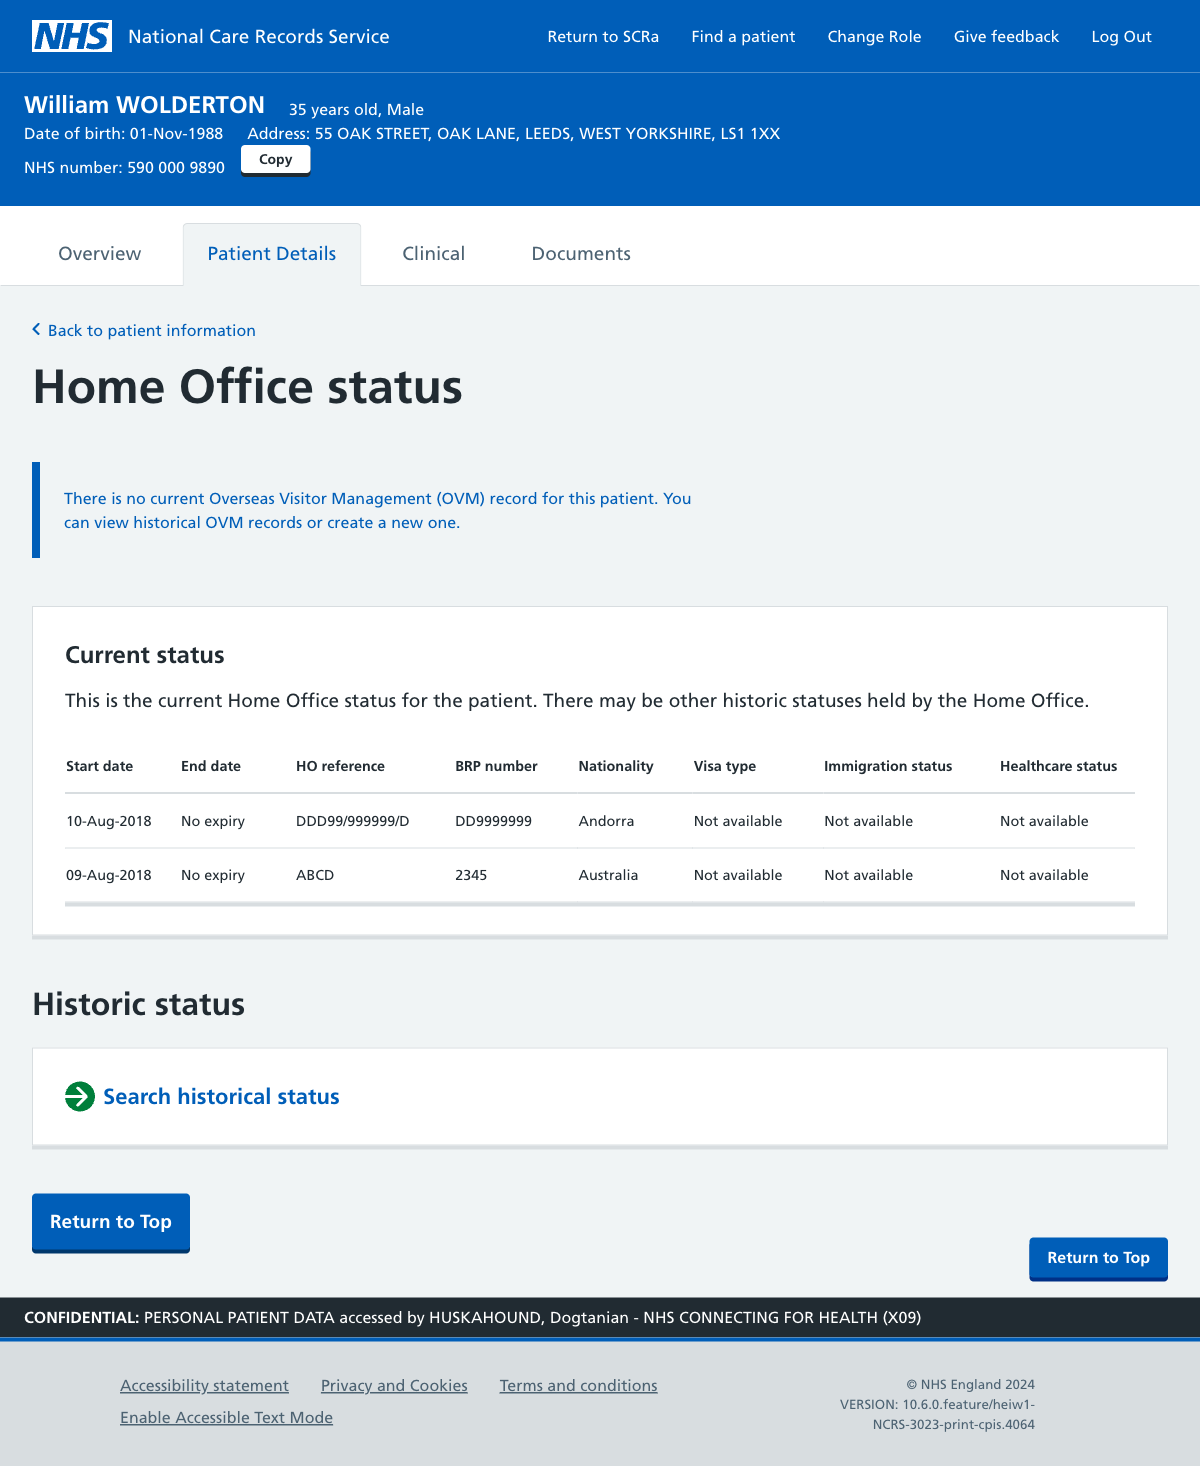 NHS National Care Records Service Return to SCRa Find a patient Change Role Give feedback Log Out
William WOLDERTON 35 years old, Male
Date of birth: 01-Nov-1988 Address: 55 OAK STREET, OAK LANE, LEEDS, WEST YORKSHIRE, LS1 1XX
NHS number: 590 000 9890 Copy
Overview Patient Details Clinical Documents
Back to patient information
Home Office status
There is no current Overseas Visitor Management (OVM) record for this patient. You
can view historical OVM records or create a new one.
Current status
This is the current Home Office status for the patient. There may be other historic statuses held by the Home Office.
Start date End date HO reference BRP number Nationality Visa type Immigration status Healthcare status
10-Aug-2018 No expiry DDD99/999999/D DD9999999 Andorra Not available Not available Not available
09-Aug-2018 No expiry ABCD 2345 Australia Not available Not available Not available
Historic status
Search historical status
Return to Top
Return to Top
CONFIDENTIAL: PERSONAL PATIENT DATA accessed by HUSKAHOUND, Dogtanian - NHS CONNECTING FOR HEALTH (X09)
Accessibility statement Privacy and Cookies Terms and conditions
Enable Accessible Text Mode
© NHS England 2024
VERSION: 10.6.0.feature/heiw1-
NCRS-3023-print-cpis.4064